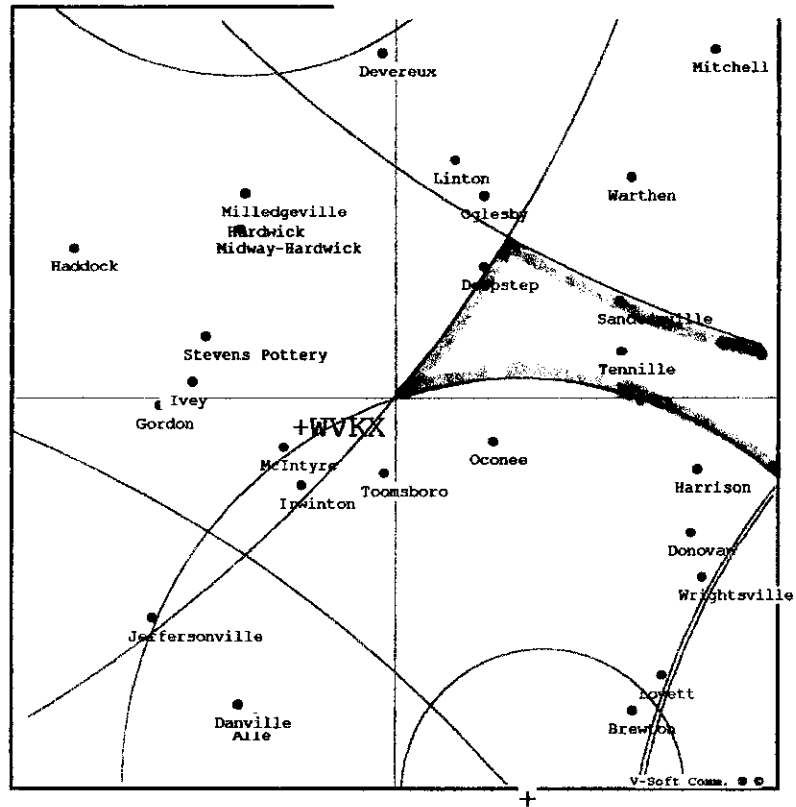 Devereux
Mitchell
Linton
Warthen
Oglesby
Milledgeville
Hardwick
Midway-Hardwick
Haddock
Deepstep
Sandersville
Stevens Pottery
Tennille
Ivey
Gordon
+WVKX
McIntyre
Oconee
Irwinton
Toomsboro
Harrison
Donovan
Wrightsville
Jeffersonville
Lovett
Danville
Brewton
Alle
V-Soft Comm. ® ©
+